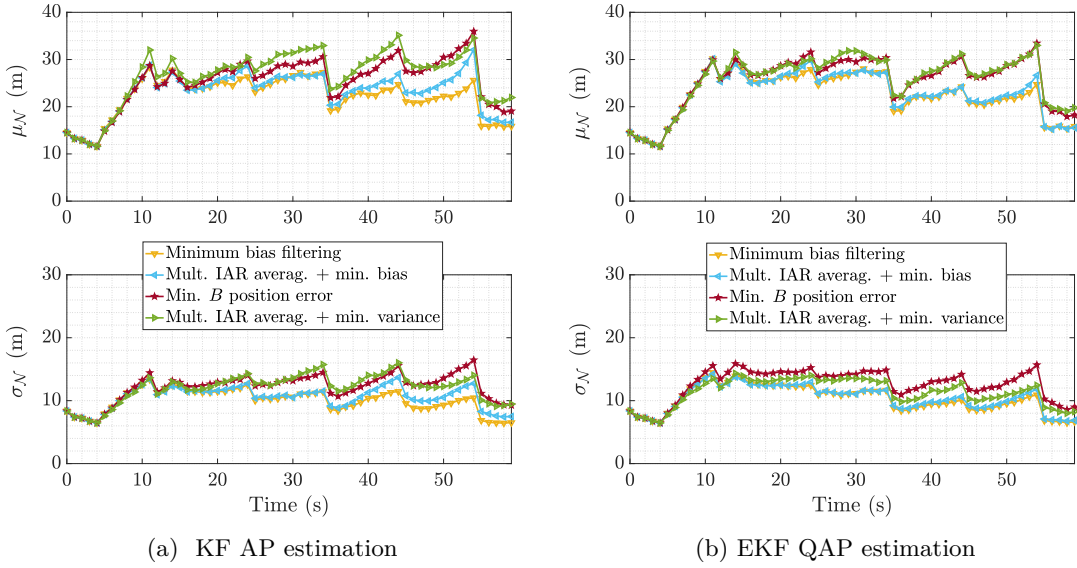 40
30
20
10
0
μ𝒩 (m)
0 10 20 30 40 50
Minimum bias filtering
Mult. IAR averag. + min. bias
Min. B position error
Mult. IAR averag. + min. variance
30
20
10
0
σ𝒩 (m)
0 10 20 30 40 50
Time (s)
(a) KF AP estimation
40
30
20
10
0
μ𝒩 (m)
0 10 20 30 40 50
Minimum bias filtering
Mult. IAR averag. + min. bias
Min. B position error
Mult. IAR averag. + min. variance
30
20
10
0
σ𝒩 (m)
0 10 20 30 40 50
Time (s)
(b) EKF QAP estimation